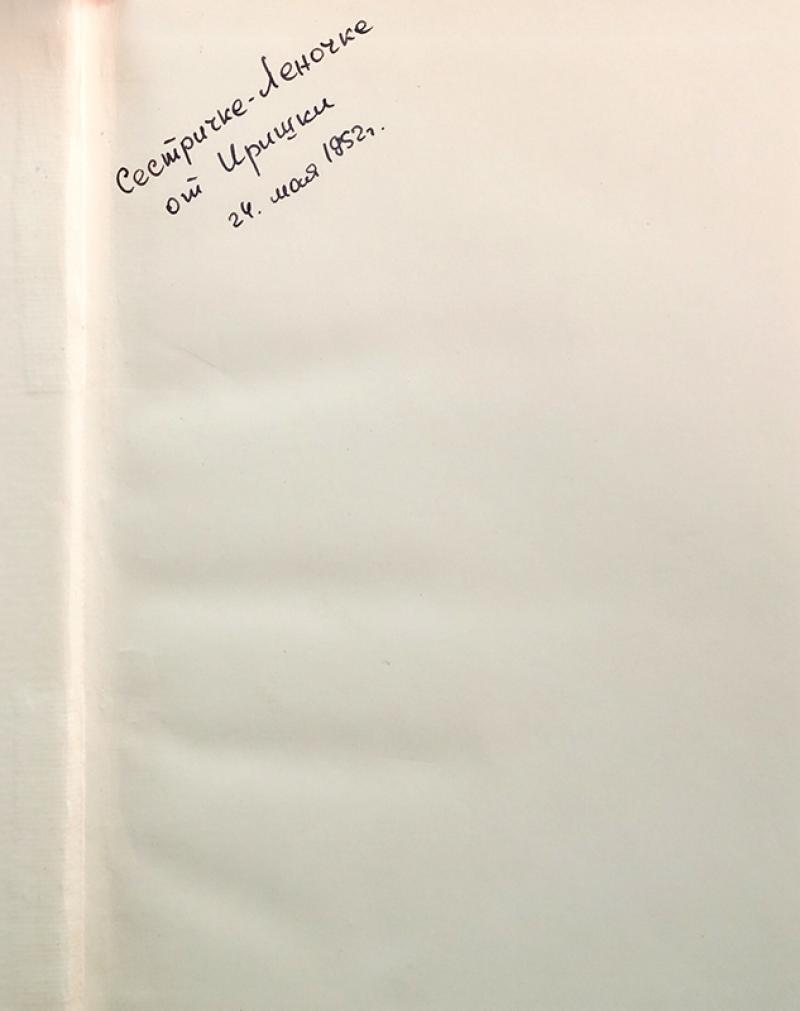 Сестричке-Леночке
от Иришки
24. мая 1952г.